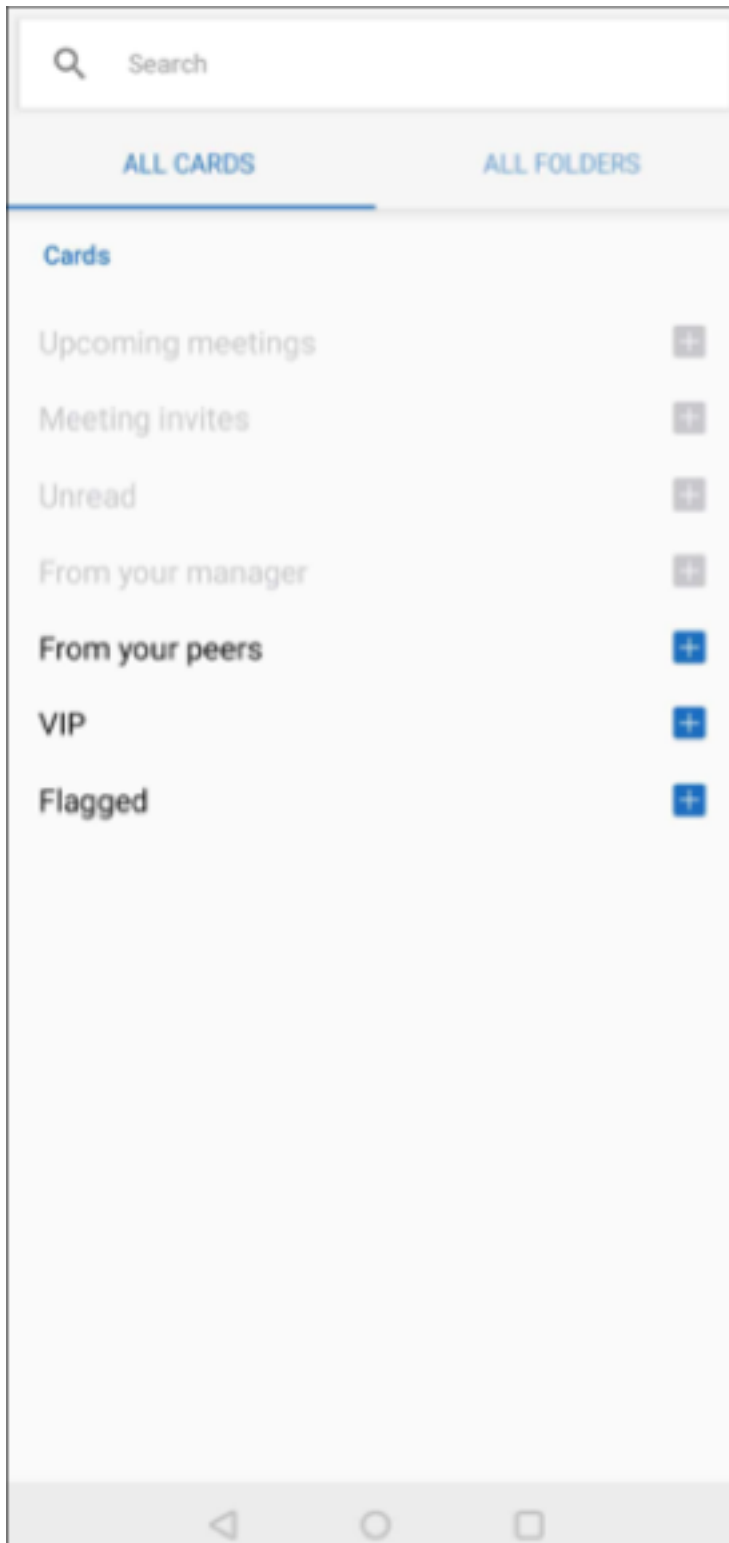 Search
ALL CARDS
ALL FOLDERS
Cards
Upcoming meetings
Meeting invites
Unread
From your manager
From your peers
VIP
Flagged